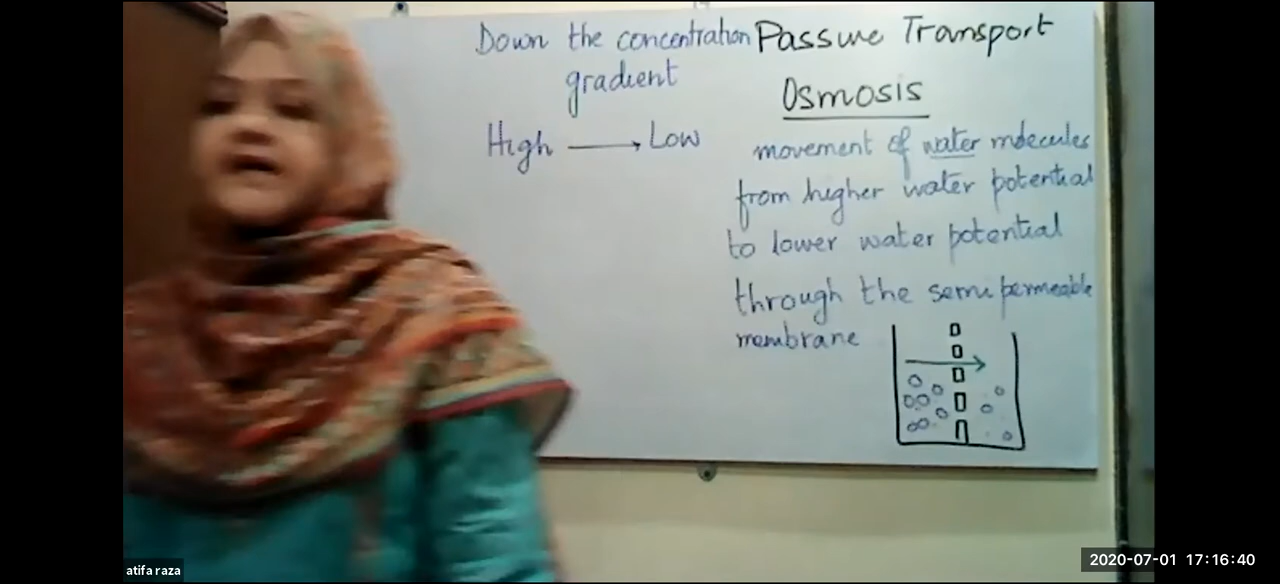 Down the concentration
gradient
High → Low
Passive Transport
Osmosis
movement of water molecules
from higher water potential
to lower water potential
through the semi permeable
membrane
atifa raza
2020-07-01 17:16:40